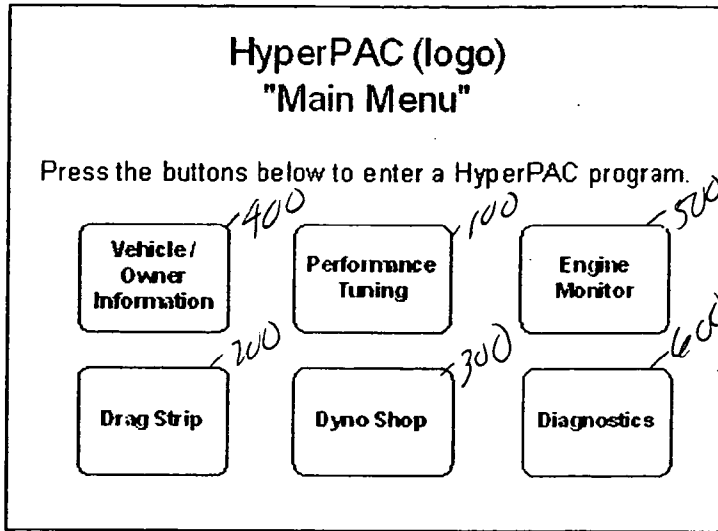 HyperPAC (logo)
"Main Menu"
Press the buttons below to enter a HyperPAC program.
400
100
500
Vehicle /
Owner
Information
Performance
Tuning
Engine
Monitor
200
300
600
Drag Strip
Dyno Shop
Diagnostics